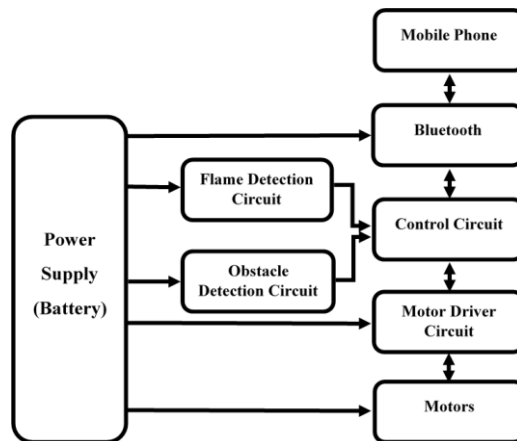 Mobile Phone
Bluetooth
Flame Detection
Circuit
Control Circuit
Power
Supply
(Battery)
Obstacle
Detection Circuit
Motor Driver
Circuit
Motors